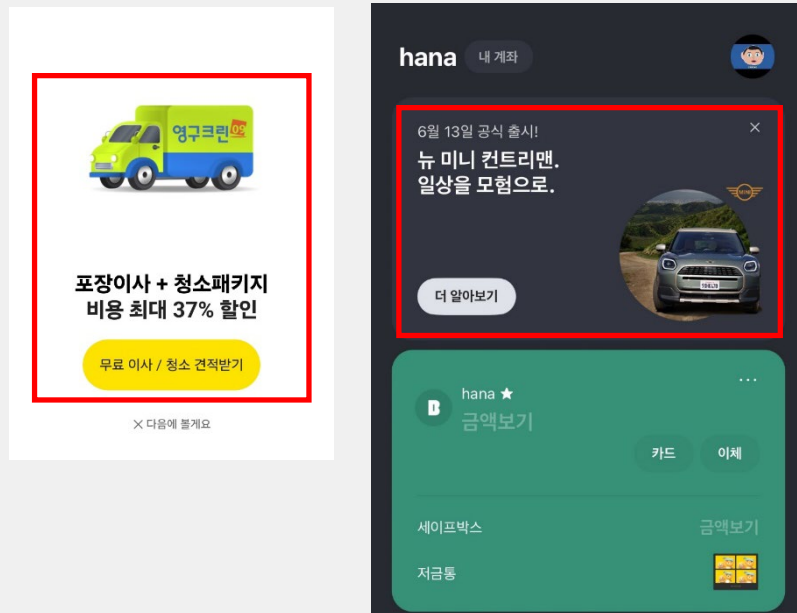 영구크린 09
포장이사 + 청소패키지
비용 최대 37% 할인
무료 이사 / 청소 견적받기
× 다음에 볼게요
hana 내 계좌
6월 13일 공식 출시!
뉴 미니 컨트리맨.
일상을 모험으로.
더 알아보기
hana ★
금액보기
카드 이체
세이프박스 금액보기
저금통